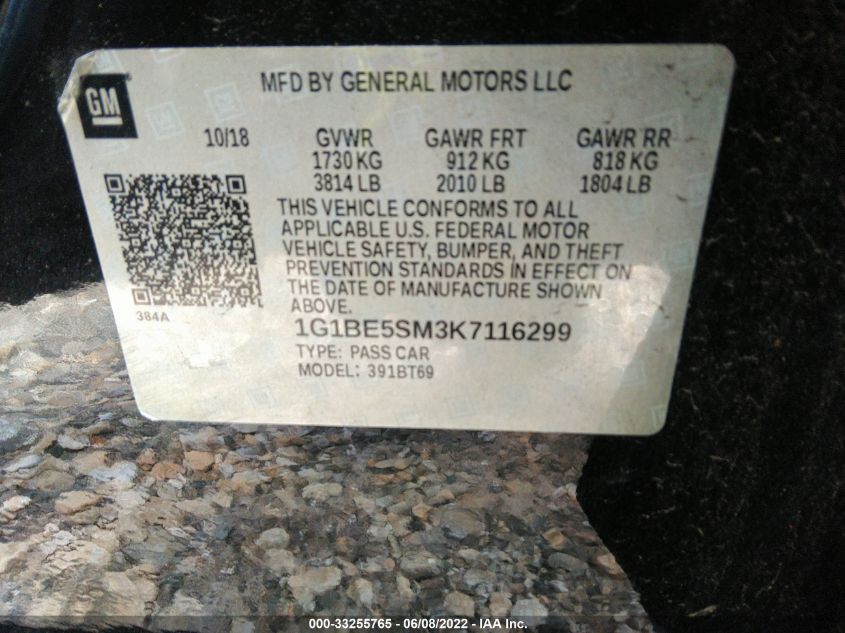 GM
MFD BY GENERAL MOTORS LLC
10/18 GVWR GAWR FRT GAWR RR
1730 KG 912 KG 818 KG
3814 LB 2010 LB 1804 LB
THIS VEHICLE CONFORMS TO ALL
APPLICABLE U.S. FEDERAL MOTOR
VEHICLE SAFETY, BUMPER, AND THEFT
PREVENTION STANDARDS IN EFFECT ON
THE DATE OF MANUFACTURE SHOWN
ABOVE.
384A
1G1BE5SM3K7116299
TYPE: PASS CAR
MODEL: 391BT69
000-33255765 - 06/08/2022 - IAA Inc.